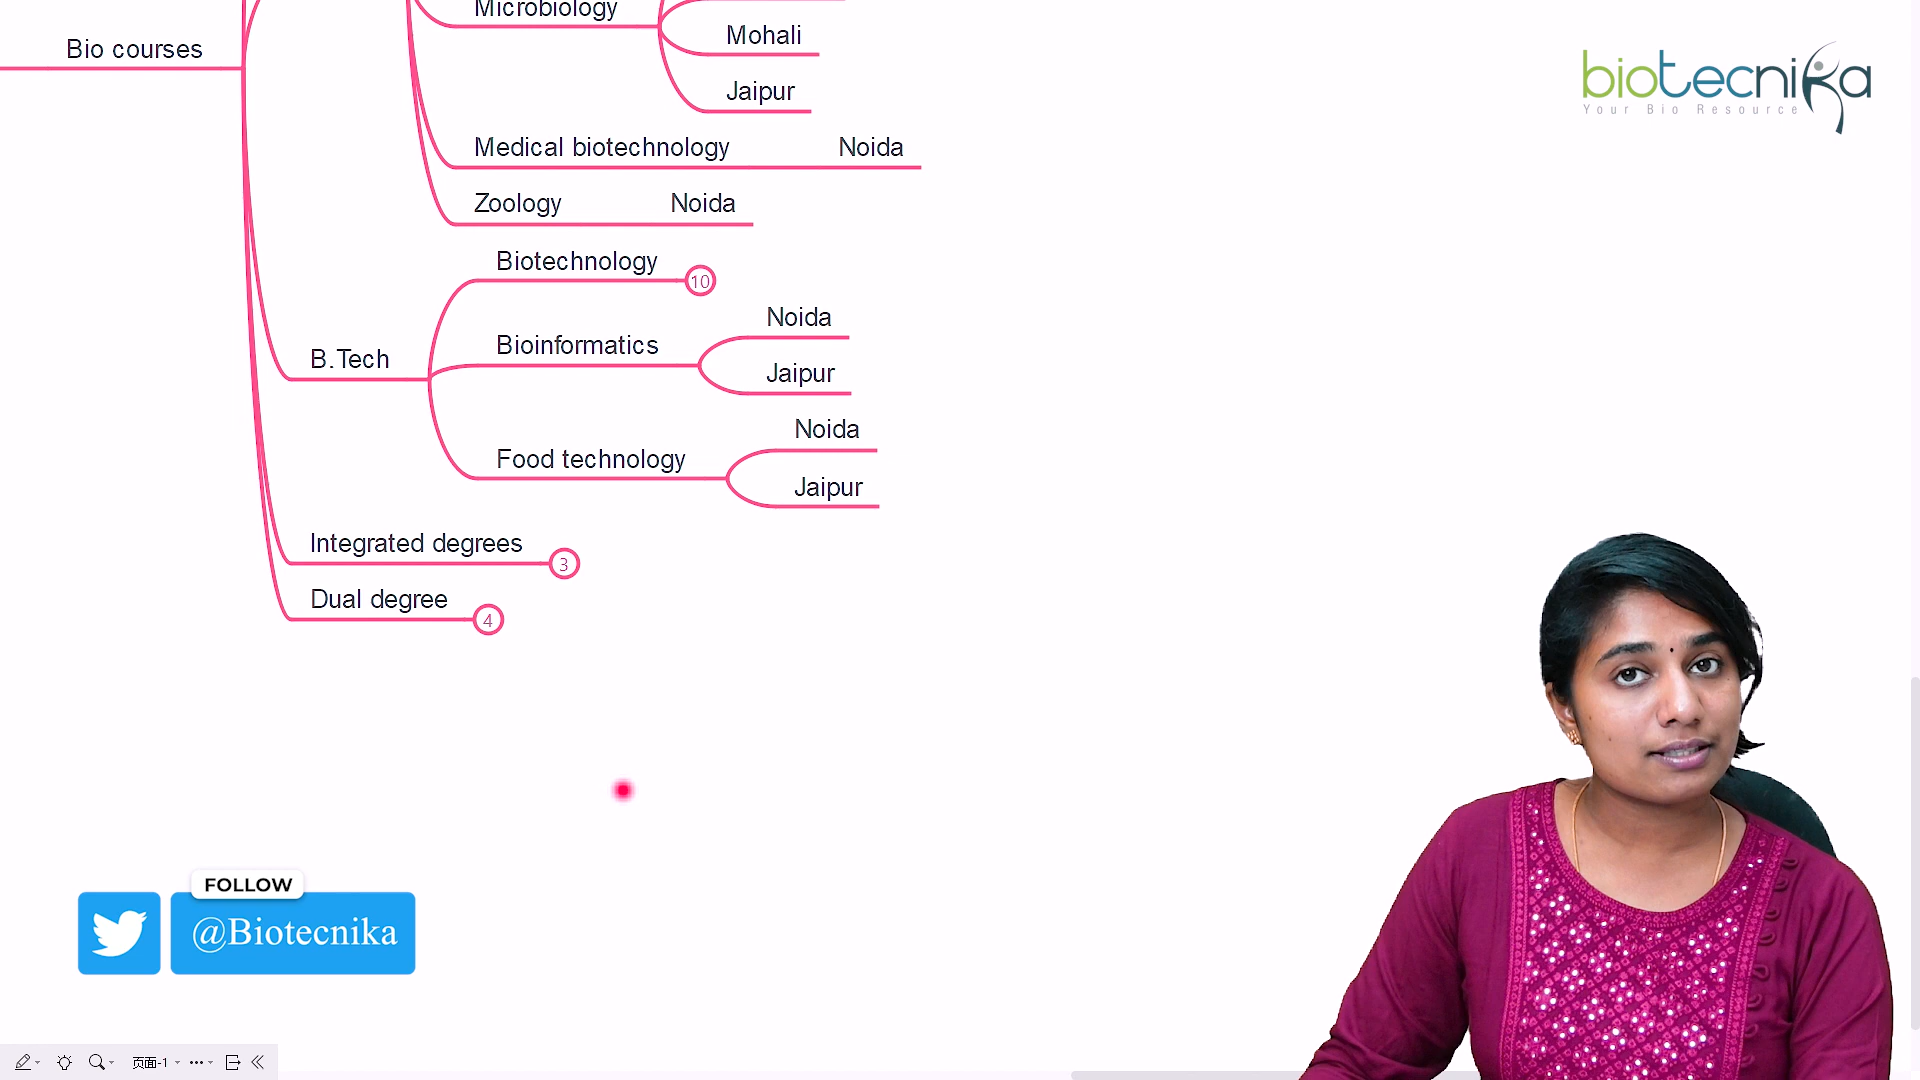 Microbiology
Mohali
Bio courses
Jaipur
biotecnika
Your Bio Resource
Medical biotechnology Noida
Zoology Noida
Biotechnology 10
Noida
Bioinformatics
B.Tech
Jaipur
Noida
Food technology
Jaipur
Integrated degrees 3
Dual degree 4
FOLLOW
@Biotecnika
页面-1